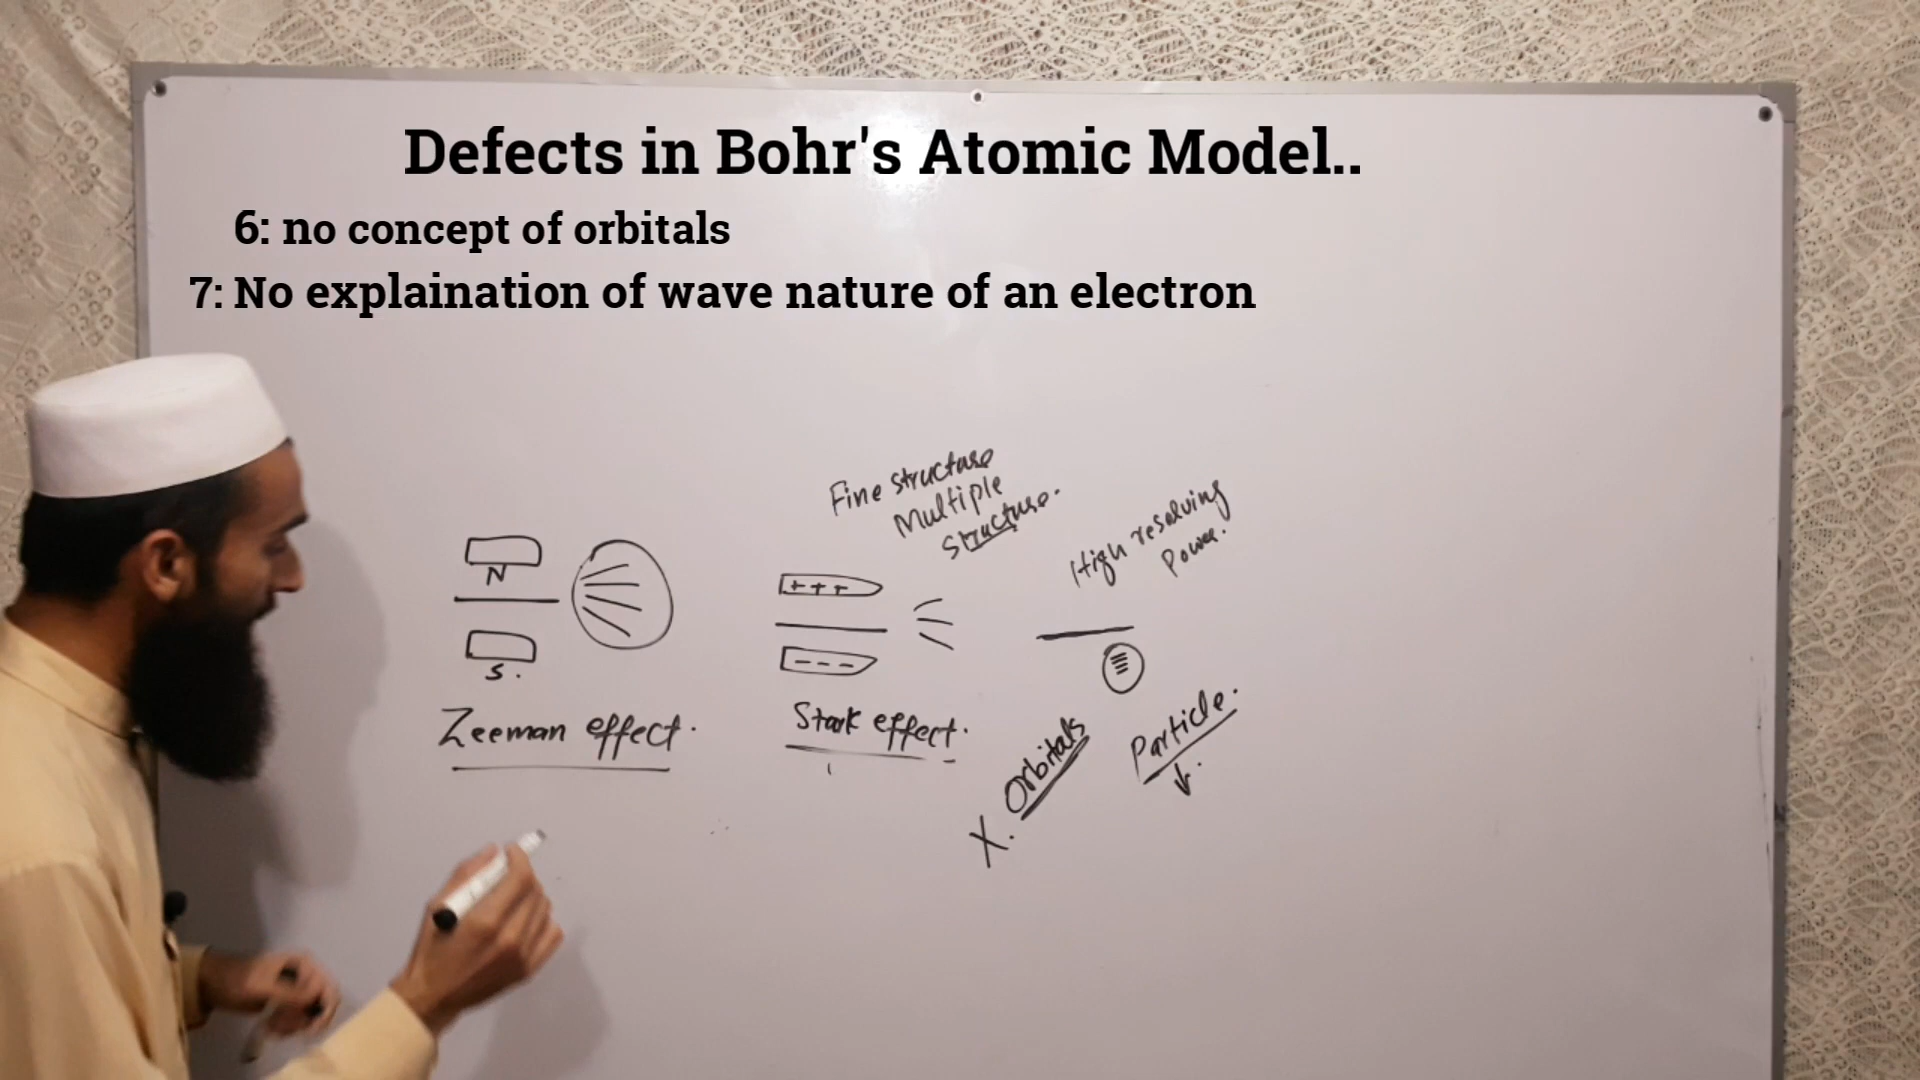 Defects in Bohr's Atomic Model..
6: no concept of orbitals
7: No explaination of wave nature of an electron
Fine structure
Multiple
structure.
High resolving
Power.
N
S.
+++
---
Zeeman effect.
Stark effect.
X. Orbitals
Particle.